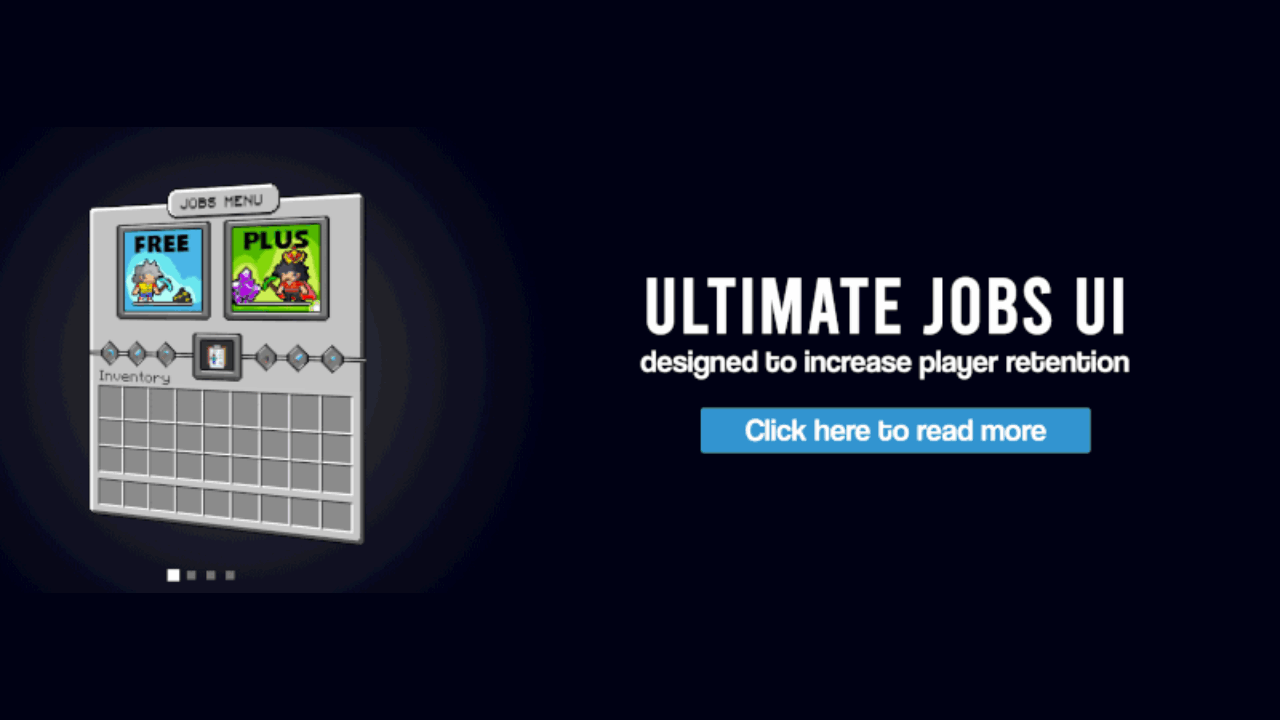 JOBS MENU
FREE
PLUS
Inventory
ULTIMATE JOBS UI
designed to increase player retention
Click here to read more